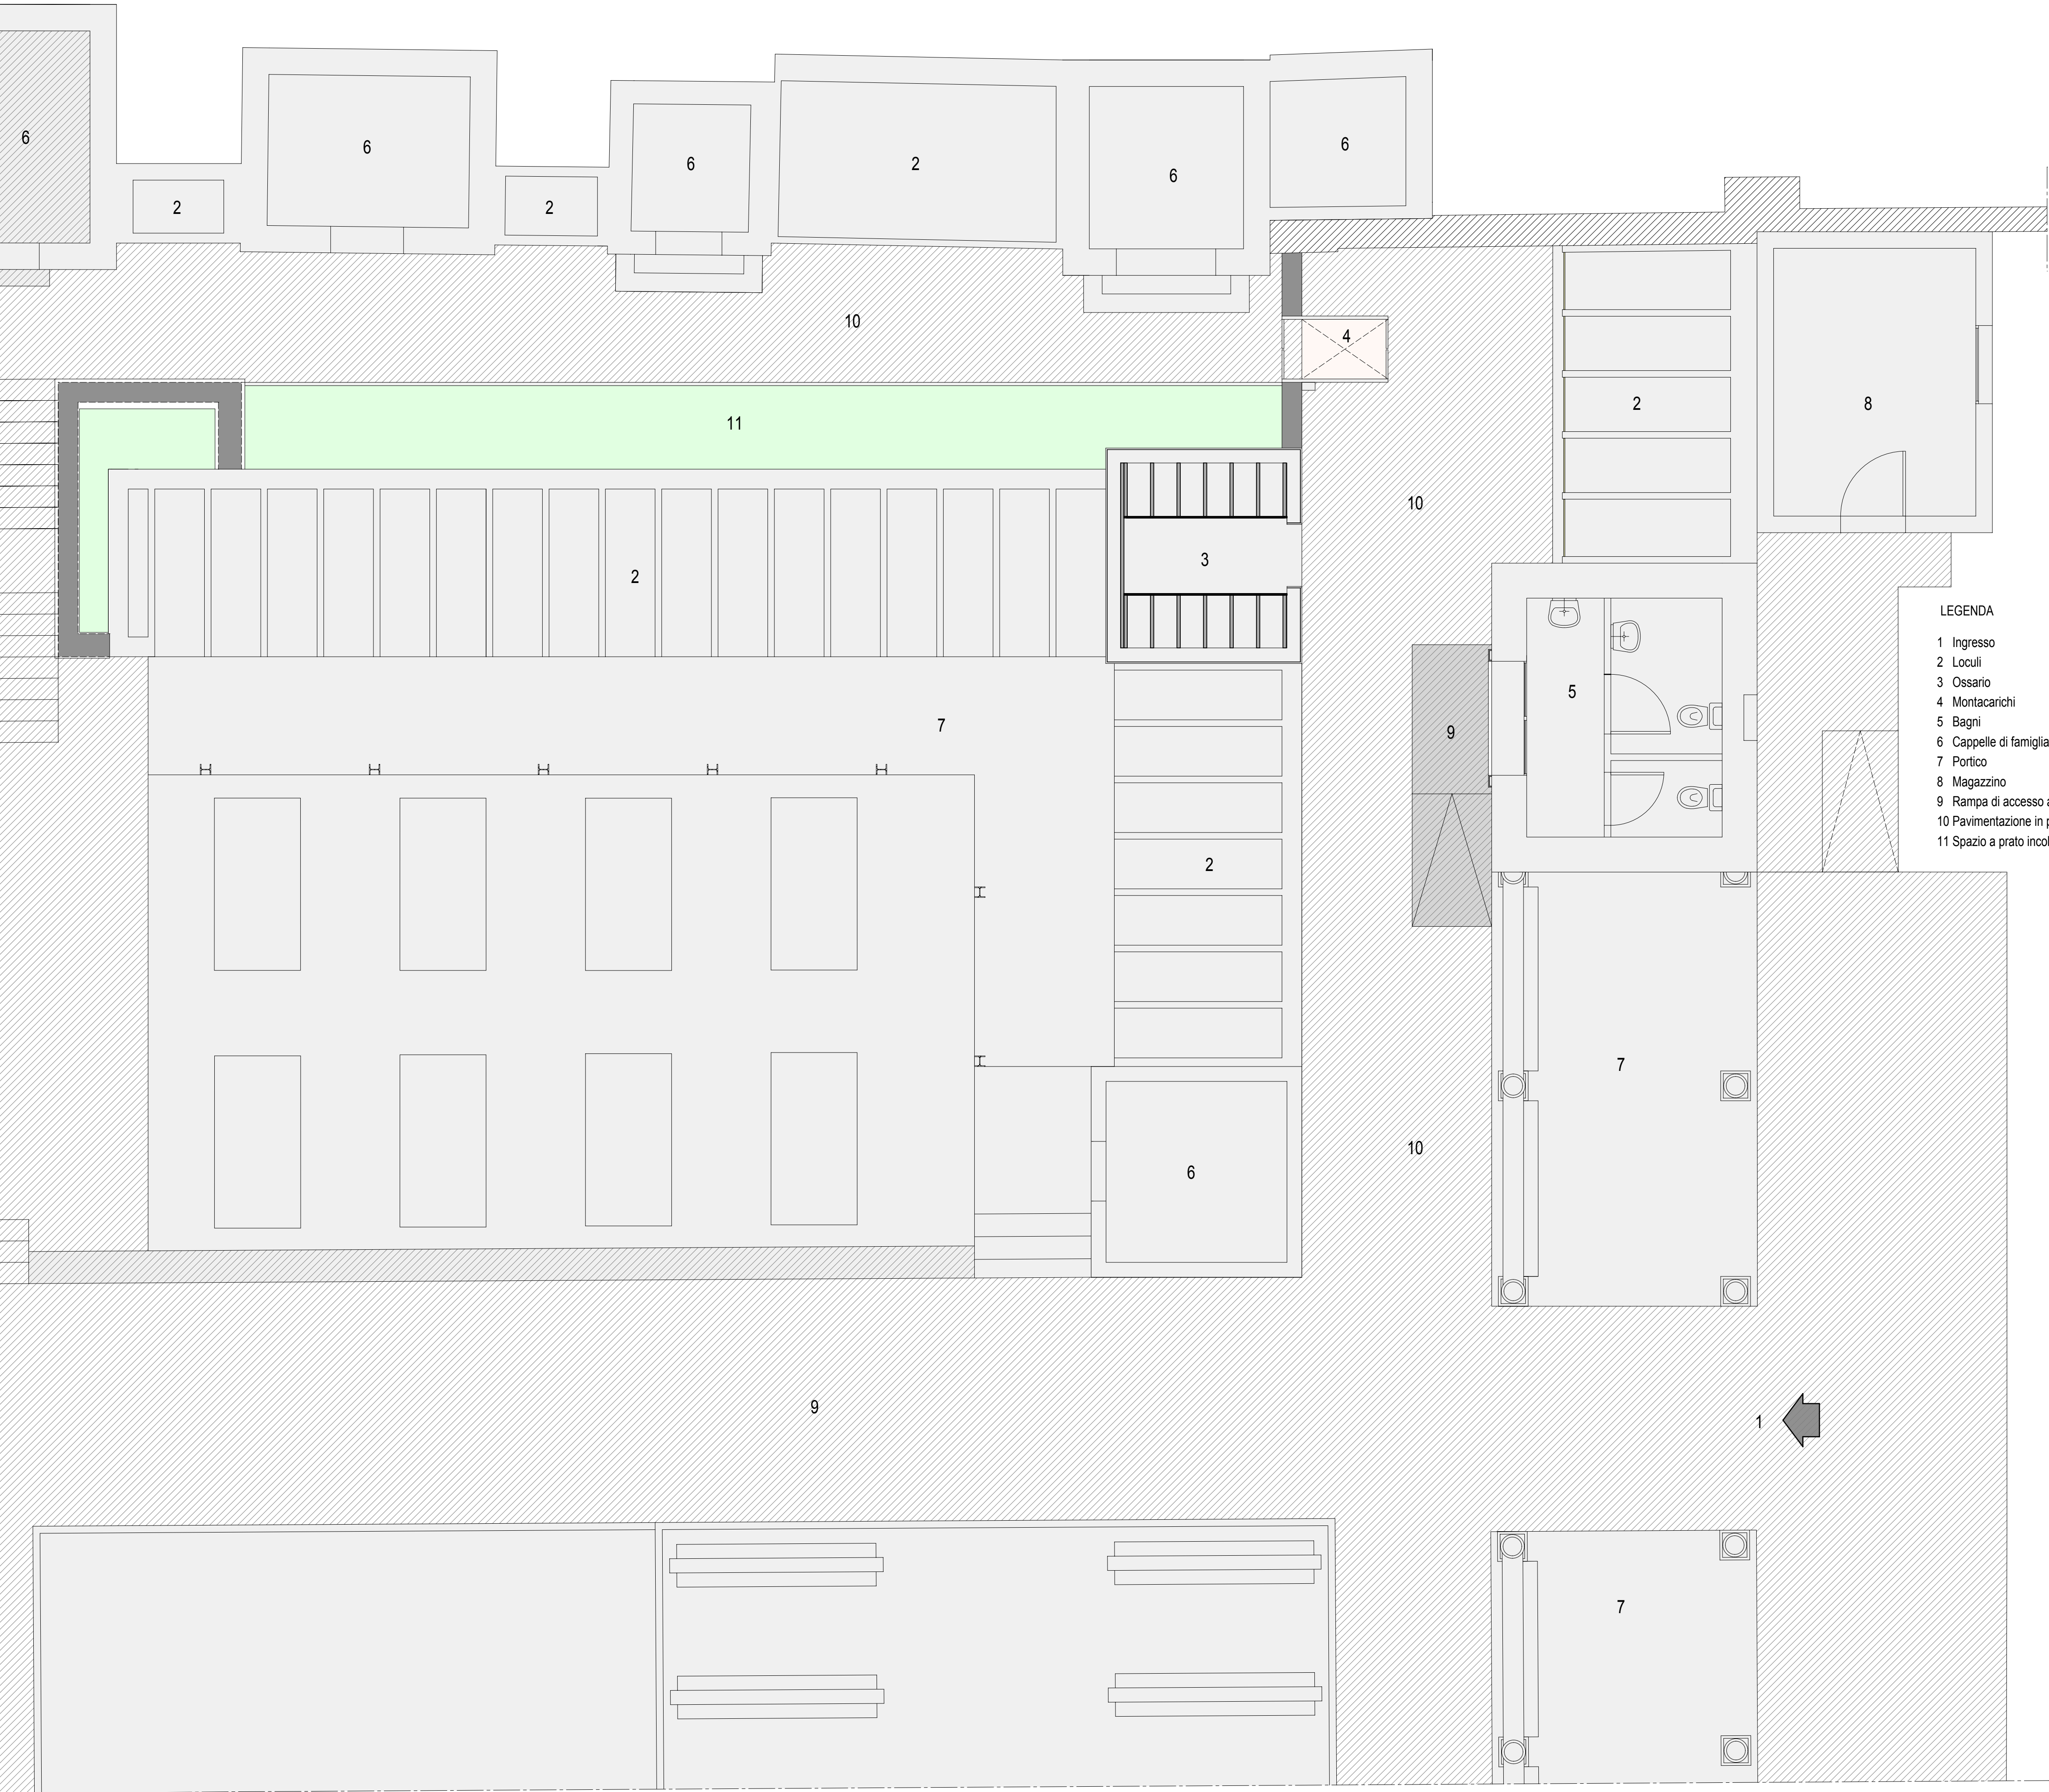 6
6
6
2
6
6
2
2
10
4
11
2
8
10
3
2
LEGENDA
1 Ingresso
2 Loculi
3 Ossario
4 Montacarichi
5 Bagni
6 Cappelle di famiglia
7 Portico
8 Magazzino
9 Rampa di accesso
10 Pavimentazione in
11 Spazio a prato
5
7
9
2
7
10
6
9
1
7